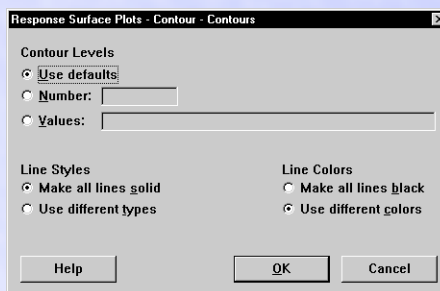 Response Surface Plots - Contour - Contours
Contour Levels
Use defaults
Number:
Values:
Line Styles
Make all lines solid
Use different types
Line Colors
Make all lines black
Use different colors
Help
OK
Cancel